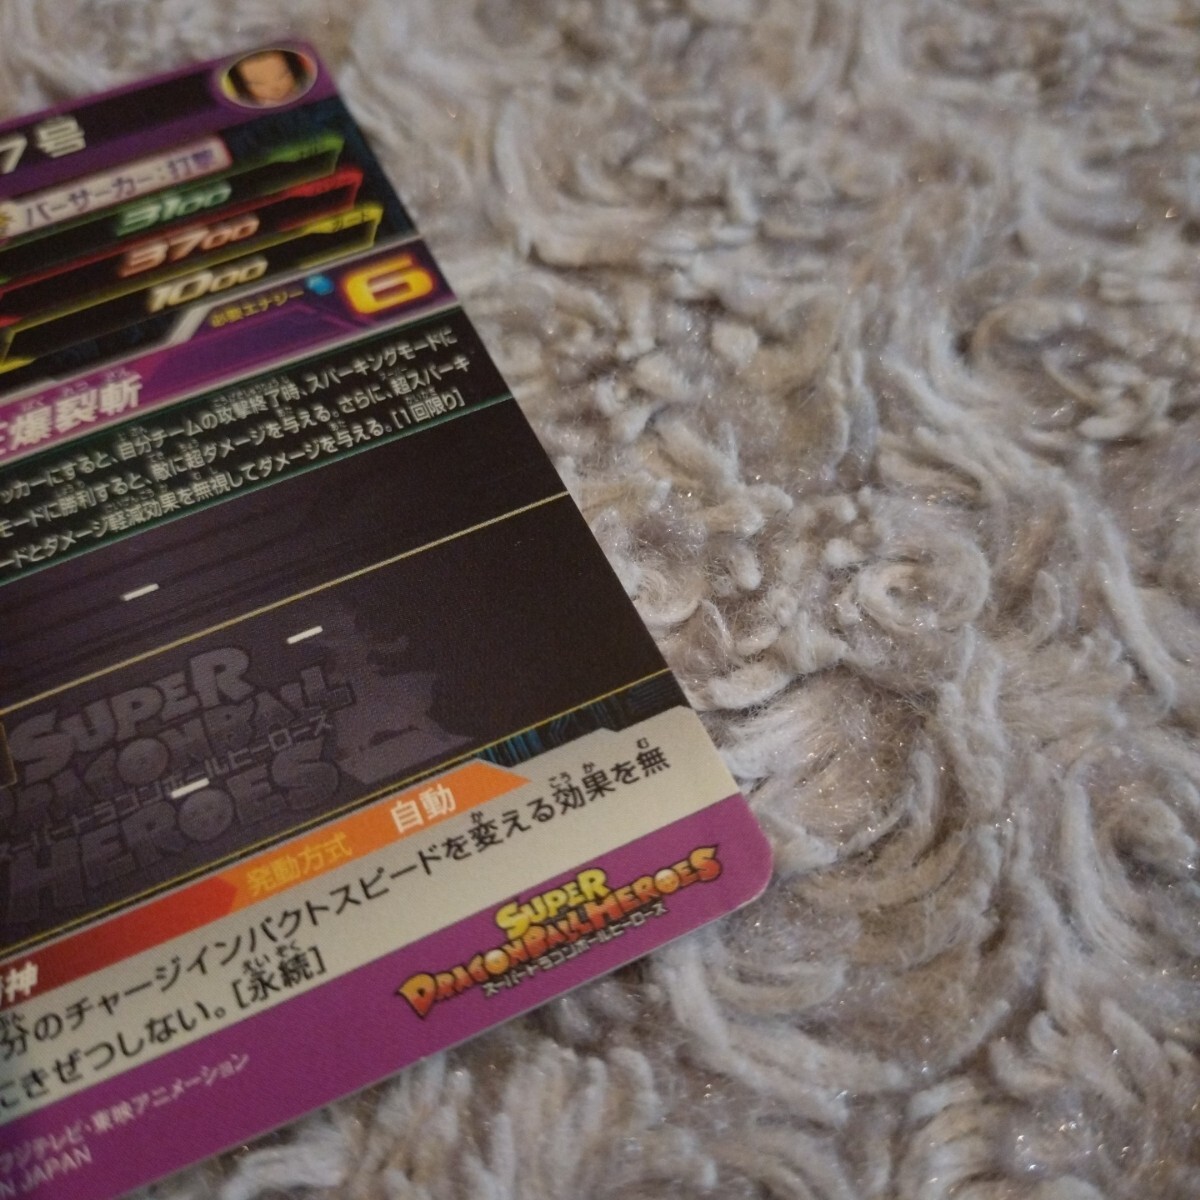 7号
バーサーカー:打撃
3100
3700
1000
必要エナジー 6
爆裂斬
ッカーにすると、自分チームの攻撃終了時、スパーキングモードに
モードに勝利すると、敵に超ダメージを与える。さらに、超スパーキ
ードとダメージ軽減効果を無視してダメージを与える。[1回限り]
SUPER
DRAGONBALL
スーパードラゴンボールヒーローズ
HEROES
神 発動方式 自動
分のチャージインパクトスピードを変える効果を無
にきぜつしない。[永続]
SUPER
DRAGONBALL HEROES
スーパードラゴンボールヒーローズ
フジテレビ・東映アニメーション
N JAPAN